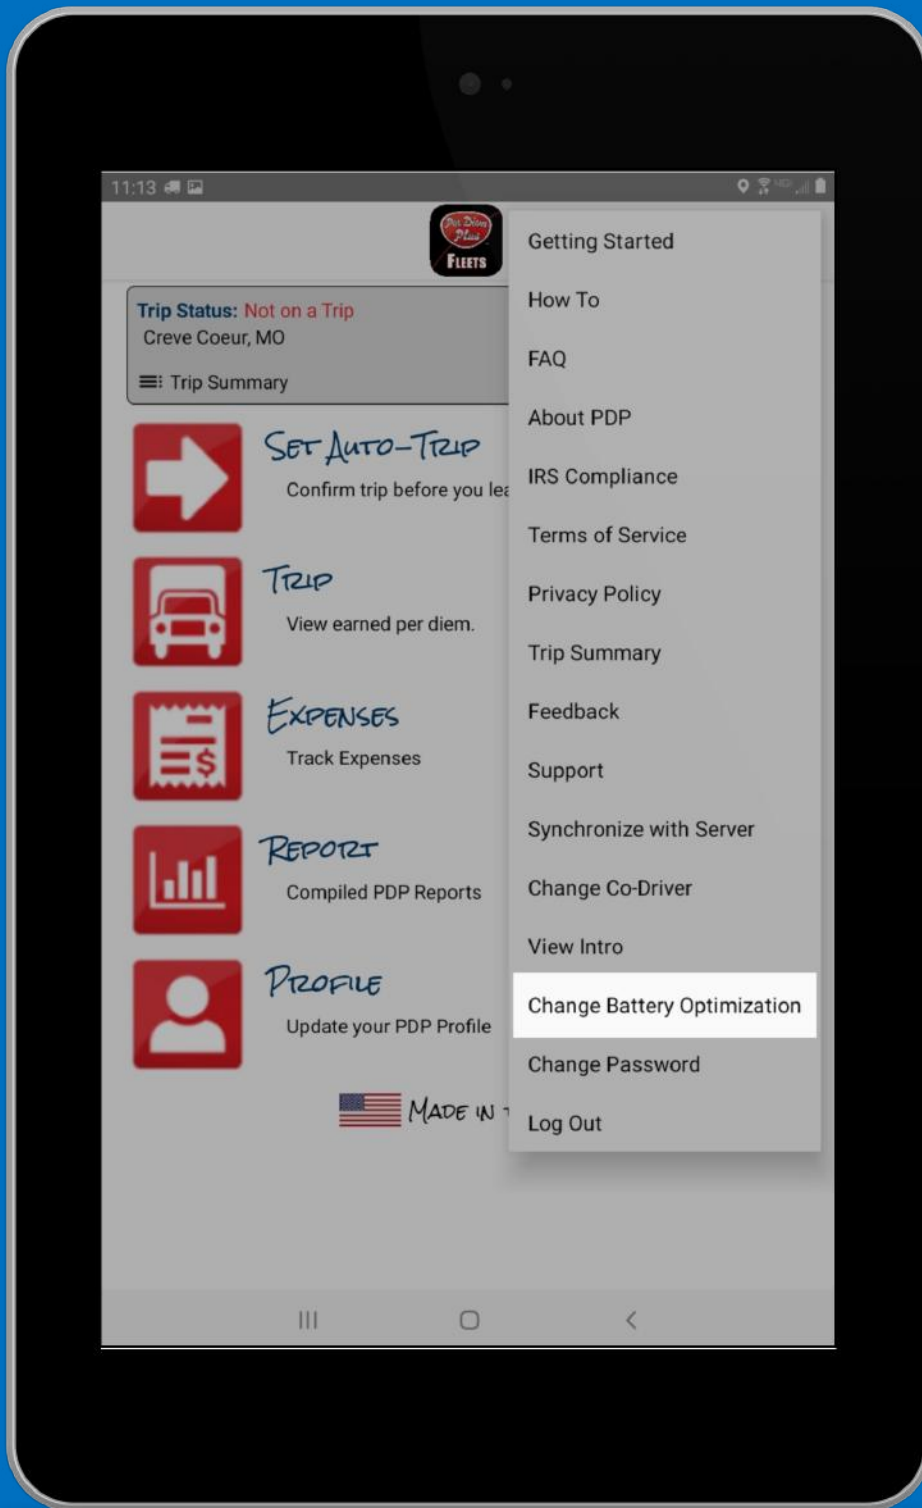 11:13
Per Diem
Plus
FLEETS
Trip Status: Not on a Trip
Creve Coeur, MO
Trip Summary
SET AUTO-TRIP
Confirm trip before you lea
TRIP
View earned per diem.
EXPENSES
Track Expenses
REPORT
Compiled PDP Reports
PROFILE
Update your PDP Profile
MADE IN
Getting Started
How To
FAQ
About PDP
IRS Compliance
Terms of Service
Privacy Policy
Trip Summary
Feedback
Support
Synchronize with Server
Change Co-Driver
View Intro
Change Battery Optimization
Change Password
Log Out